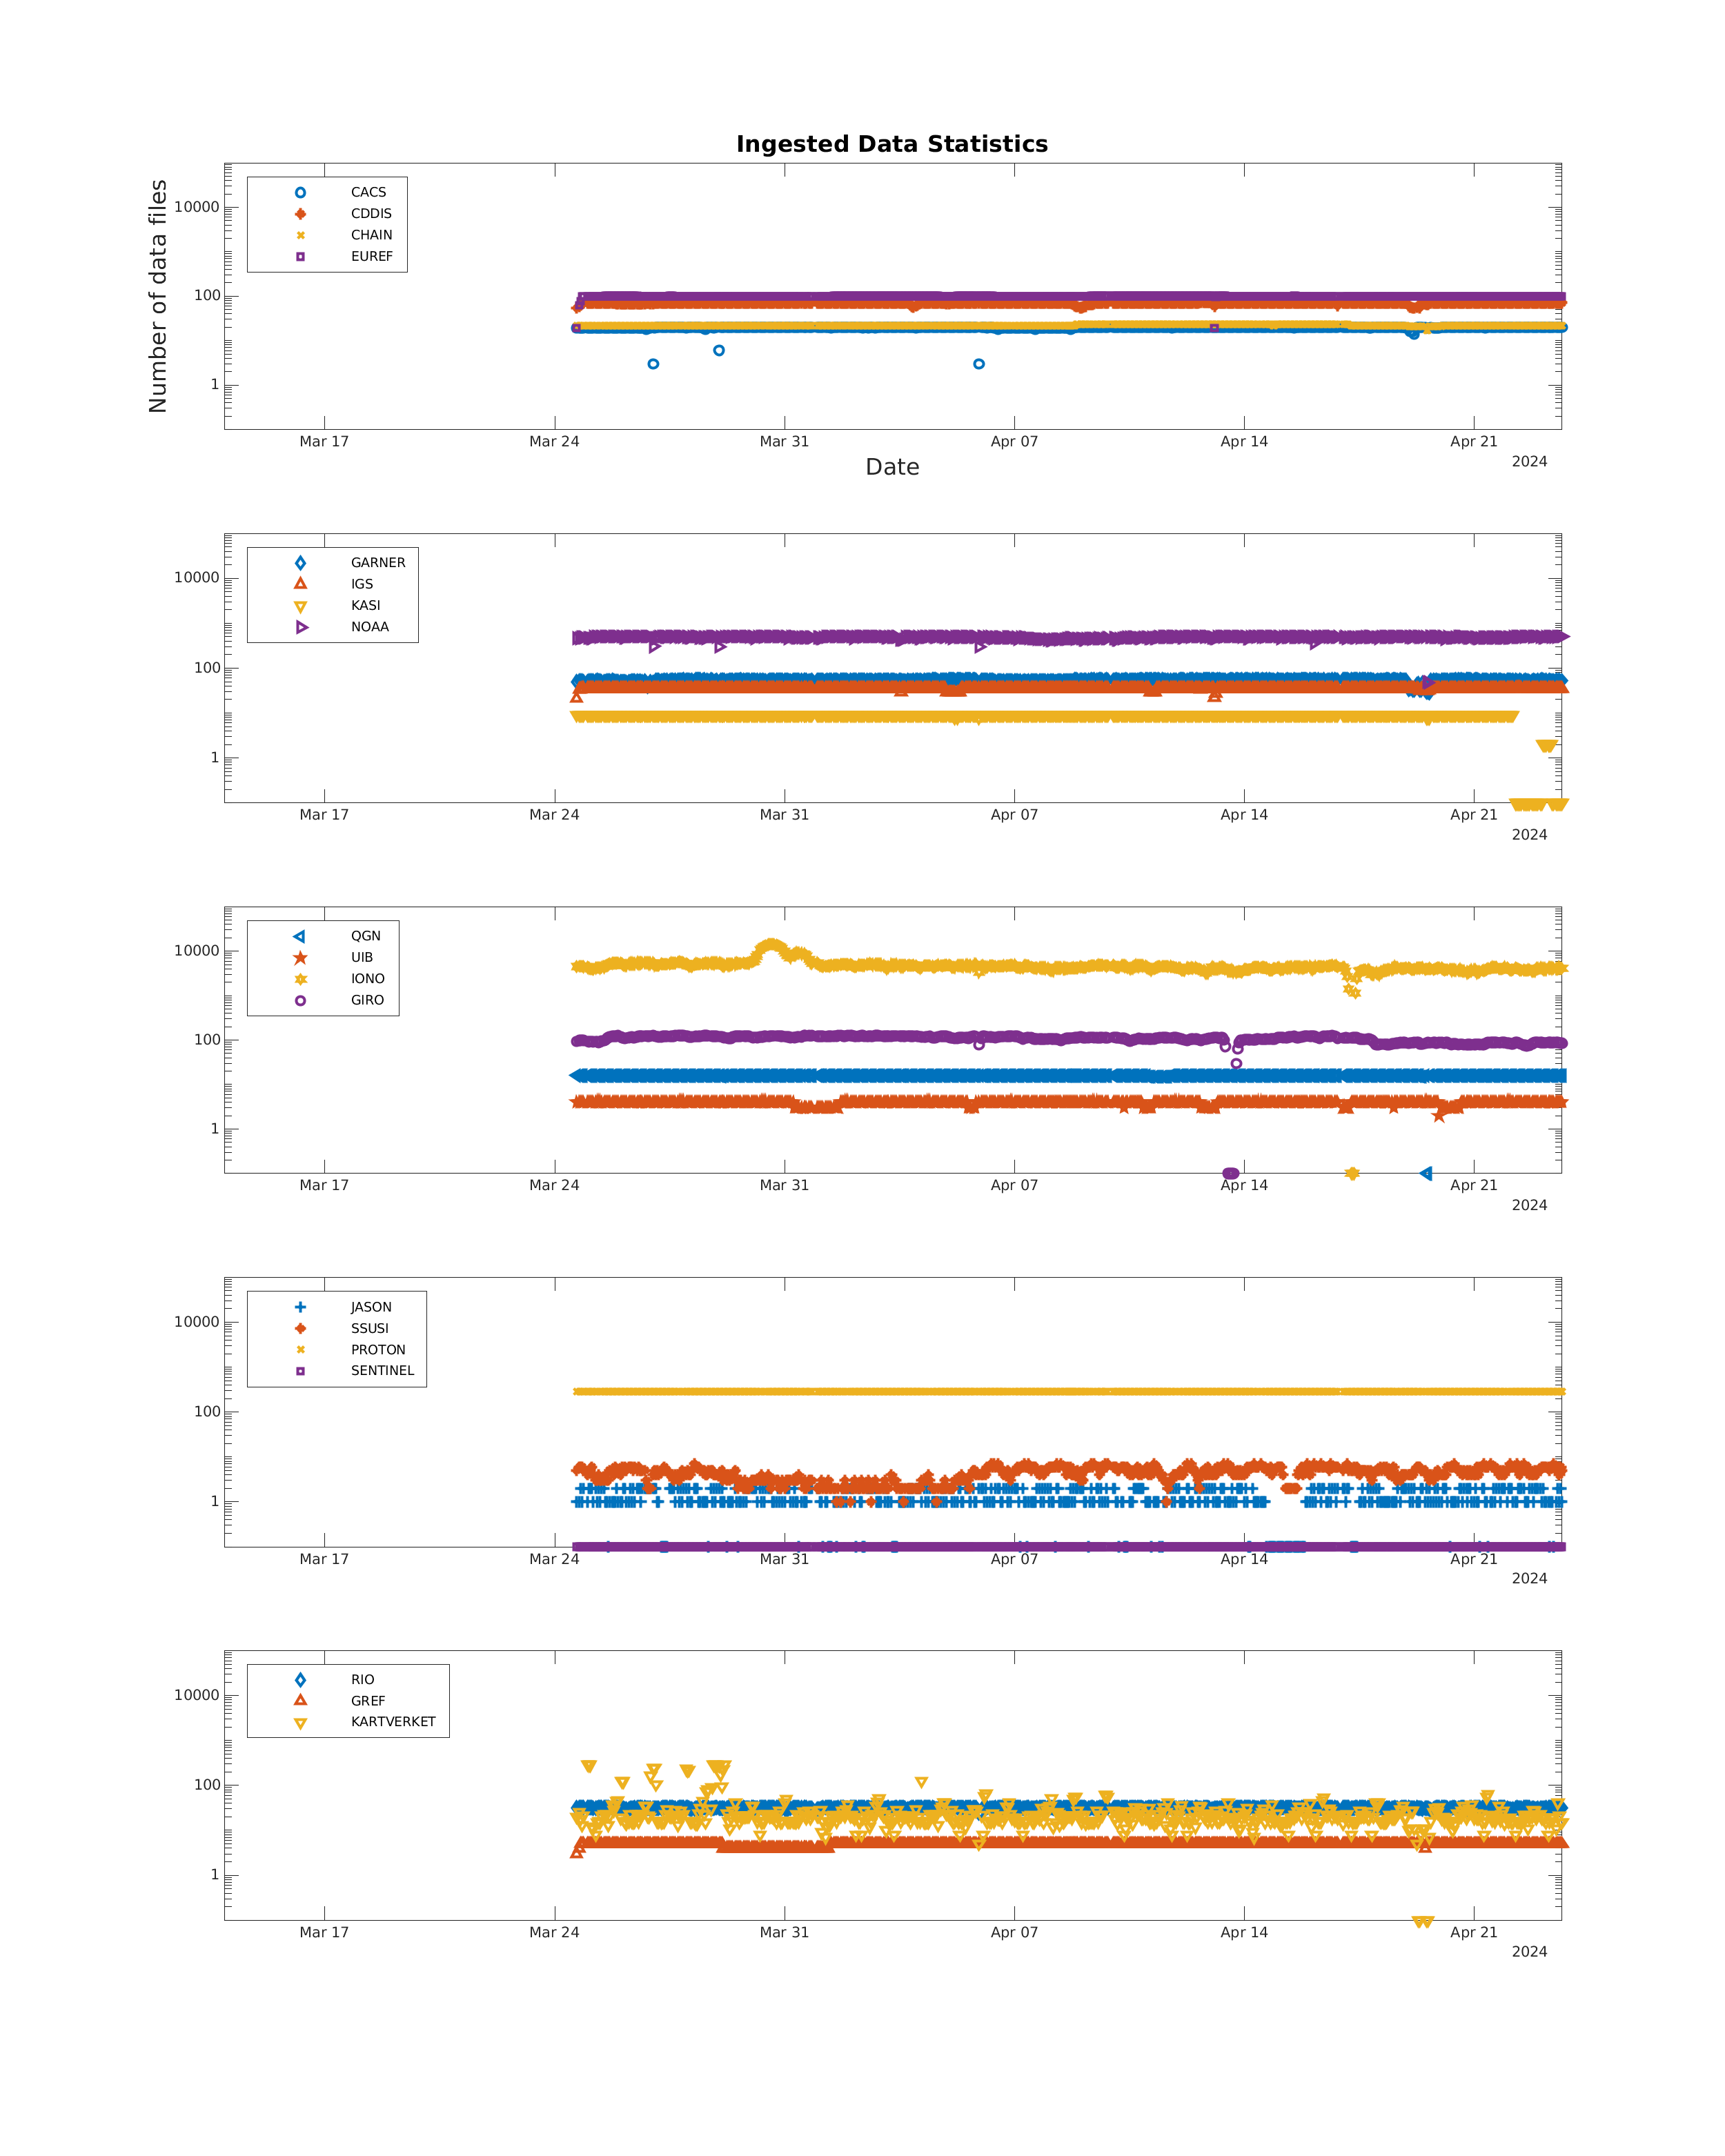 Ingested Data Statistics
Number of data files
10000
100
1
CACS
CDDIS
CHAIN
EUREF
Mar 17 Mar 24 Mar 31 Apr 07 Apr 14 Apr 21
2024
Date
10000
100
1
GARNER
IGS
KASI
NOAA
Mar 17 Mar 24 Mar 31 Apr 07 Apr 14 Apr 21
2024
10000
100
1
QGN
UIB
IONO
GIRO
Mar 17 Mar 24 Mar 31 Apr 07 Apr 14 Apr 21
2024
10000
100
1
JASON
SSUSI
PROTON
SENTINEL
Mar 17 Mar 24 Mar 31 Apr 07 Apr 14 Apr 21
2024
10000
100
1
RIO
GREF
KARTVERKET
Mar 17 Mar 24 Mar 31 Apr 07 Apr 14 Apr 21
2024